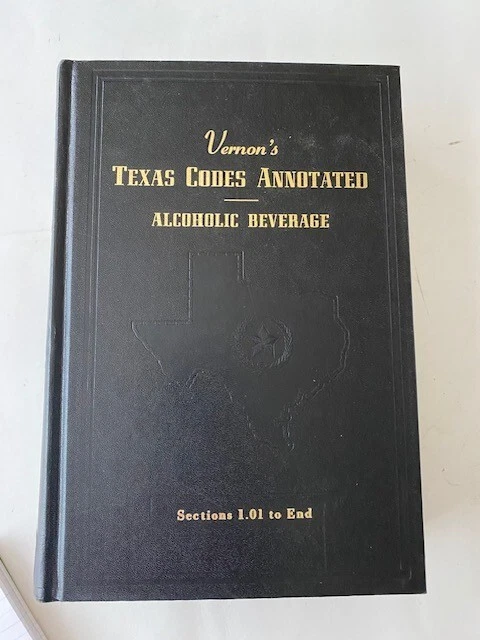 Vernon's
TEXAS CODES ANNOTATED
ALCOHOLIC BEVERAGE
Sections 1.01 to End